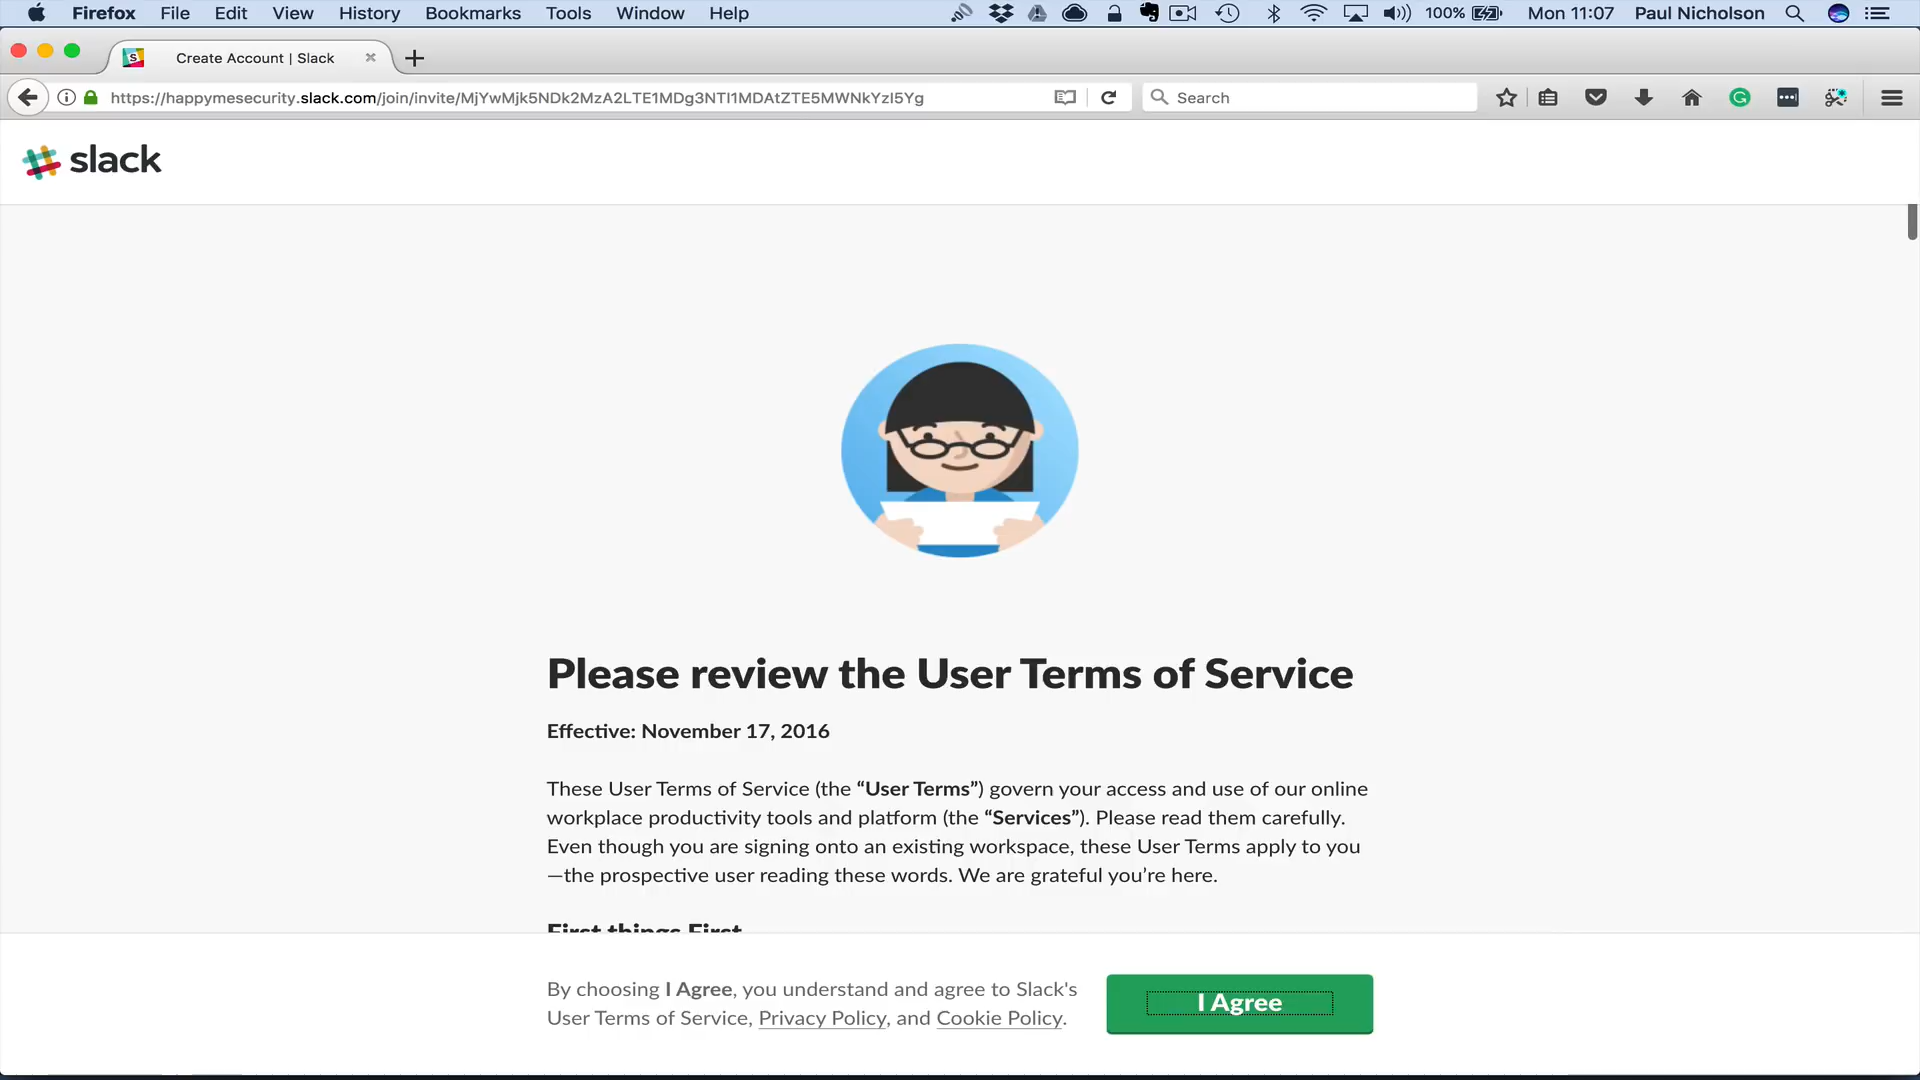 Firefox File Edit View History Bookmarks Tools Window Help 100% Mon 11:07 Paul Nicholson
Create Account | Slack
https://happymesecurity.slack.com/join/invite/MjYwMjk5NDk2MzA2LTE1MDg3NTI1MDAtZTE5MWNkYzI5Yg Search
slack
Please review the User Terms of Service
Effective: November 17, 2016
These User Terms of Service (the “User Terms”) govern your access and use of our online
workplace productivity tools and platform (the “Services”). Please read them carefully.
Even though you are signing onto an existing workspace, these User Terms apply to you
—the prospective user reading these words. We are grateful you’re here.
First things First
By choosing I Agree, you understand and agree to Slack's
User Terms of Service, Privacy Policy, and Cookie Policy.
I Agree